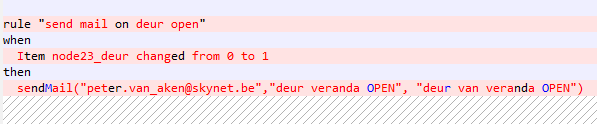 rule "send mail on deur open"
when
Item node23_deur changed from 0 to 1
then
sendMail("peter.van_aken@skynet.be","deur veranda OPEN", "deur van veranda OPEN")